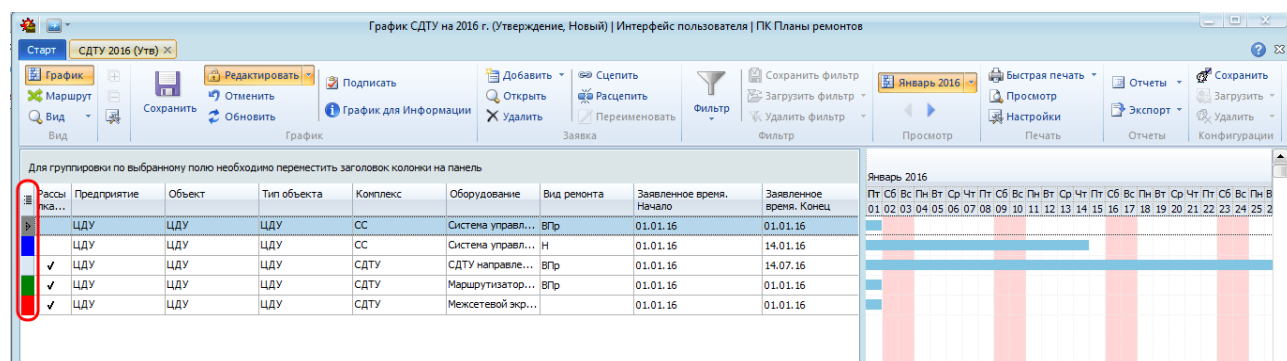 График СДТУ на 2016 г. (Утверждение, Новый) | Интерфейс пользователя | ПК Планы ремонтов
Старт СДТУ 2016 (Утв)
График Редактировать Подписать Добавить Сцепить Сохранить фильтр Январь 2016 Быстрая печать Отчеты Сохранить
Маршрут Сохранить Отменить График для Информации Открыть Расцепить Фильтр Загрузить фильтр Просмотр Загрузить
Вид Обновить Удалить Переименовать Удалить фильтр Настройки Экспорт Удалить
Вид График Заявка Фильтр Просмотр Печать Отчеты Конфигурации
Для группировки по выбранному полю необходимо переместить заголовок колонки на панель
Январь 2016
Рассы лка... Предприятие Объект Тип объекта Комплекс Оборудование Вид ремонта Заявленное время. Начало Заявленное время. Конец
Пт Сб Вс Пн Вт Ср Чт Пт Сб Вс Пн Вт Ср Чт Пт Сб Вс Пн Вт Ср Чт Пт Сб Вс Пн В
01 02 03 04 05 06 07 08 09 10 11 12 13 14 15 16 17 18 19 20 21 22 23 24 25 2
ЦДУ ЦДУ ЦДУ СС Система управл... ВПр 01.01.16 01.01.16
ЦДУ ЦДУ ЦДУ СС Система управл... Н 01.01.16 14.01.16
✓ ЦДУ ЦДУ ЦДУ СДТУ СДТУ направле... ВПр 01.01.16 14.07.16
✓ ЦДУ ЦДУ ЦДУ СДТУ Маршрутизатор... ВПр 01.01.16 01.01.16
✓ ЦДУ ЦДУ ЦДУ СДТУ Межсетевой экр... 01.01.16 01.01.16